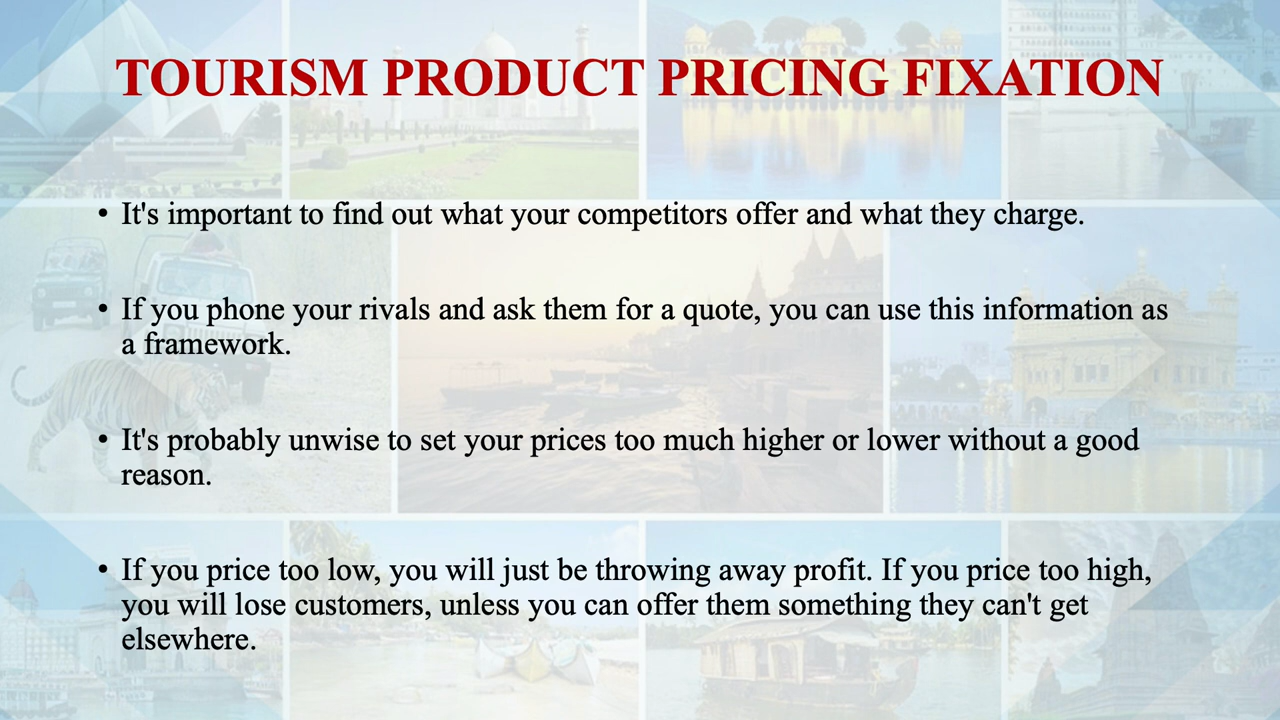 TOURISM PRODUCT PRICING FIXATION
• It's important to find out what your competitors offer and what they charge.
• If you phone your rivals and ask them for a quote, you can use this information as
a framework.
• It's probably unwise to set your prices too much higher or lower without a good
reason.
• If you price too low, you will just be throwing away profit. If you price too high,
you will lose customers, unless you can offer them something they can't get
elsewhere.